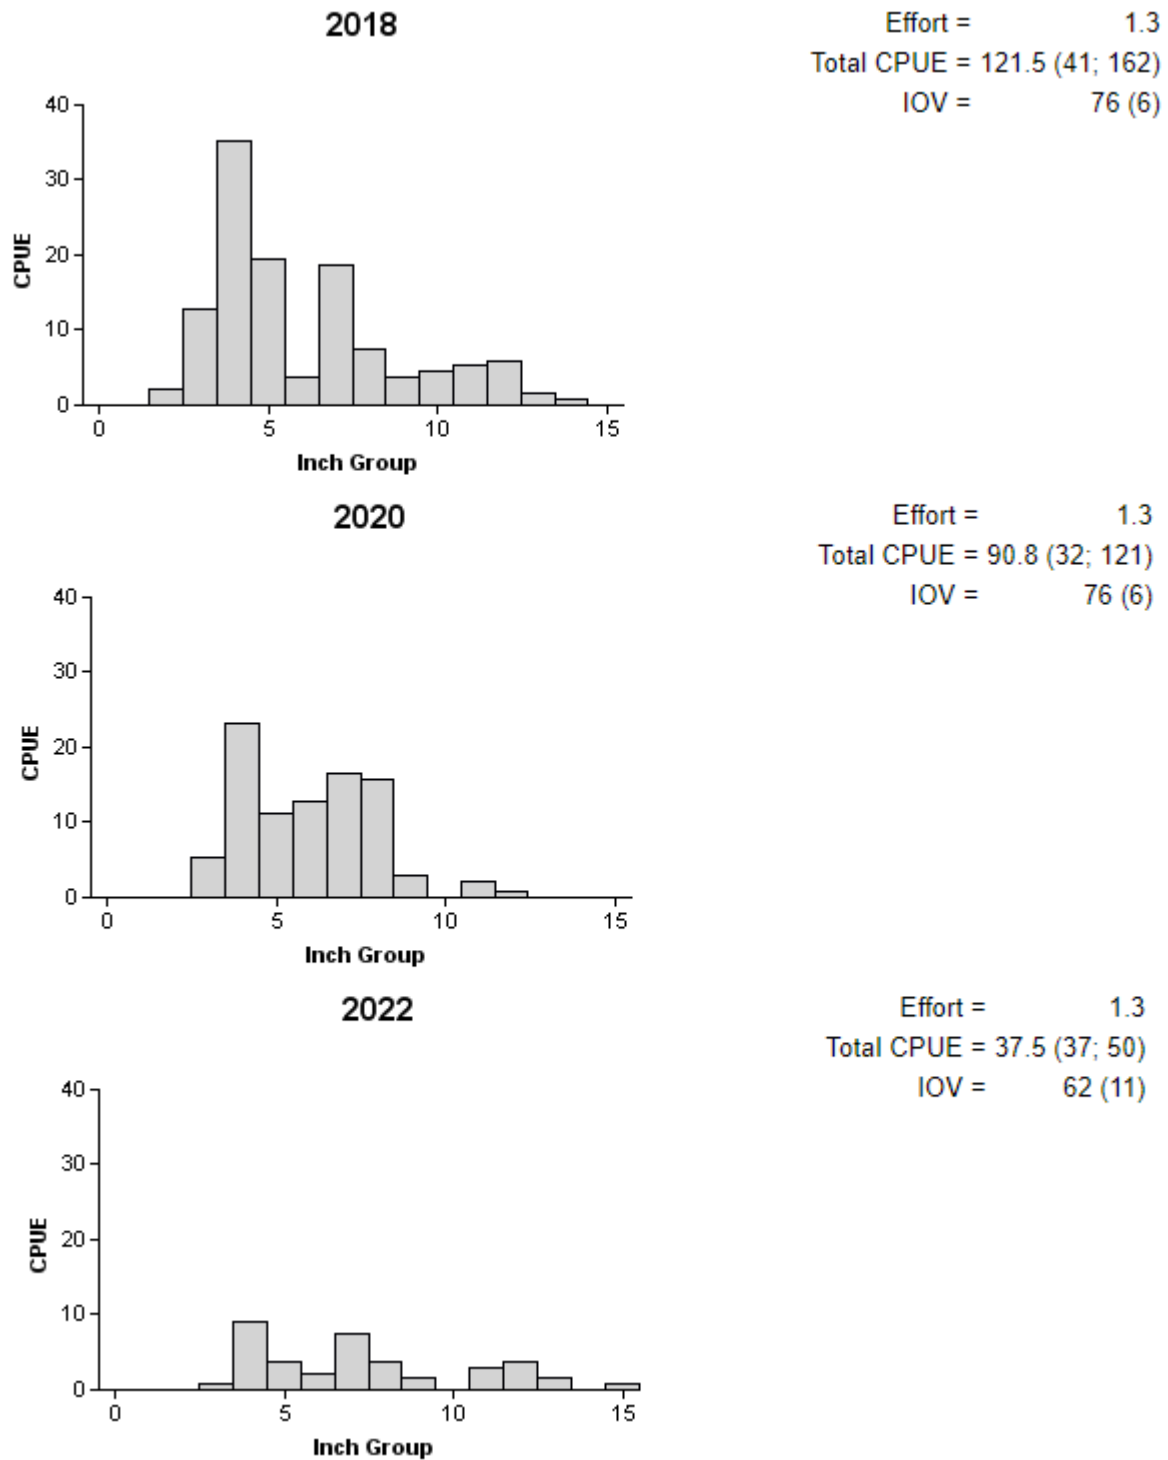 2018
Effort = 1.3
Total CPUE = 121.5 (41; 162)
IOV = 76 (6)
40
30
20
10
0
CPUE
0 5 10 15
Inch Group
2020
Effort = 1.3
Total CPUE = 90.8 (32; 121)
IOV = 76 (6)
40
30
20
10
0
CPUE
0 5 10 15
Inch Group
2022
Effort = 1.3
Total CPUE = 37.5 (37; 50)
IOV = 62 (11)
40
30
20
10
0
CPUE
0 5 10 15
Inch Group